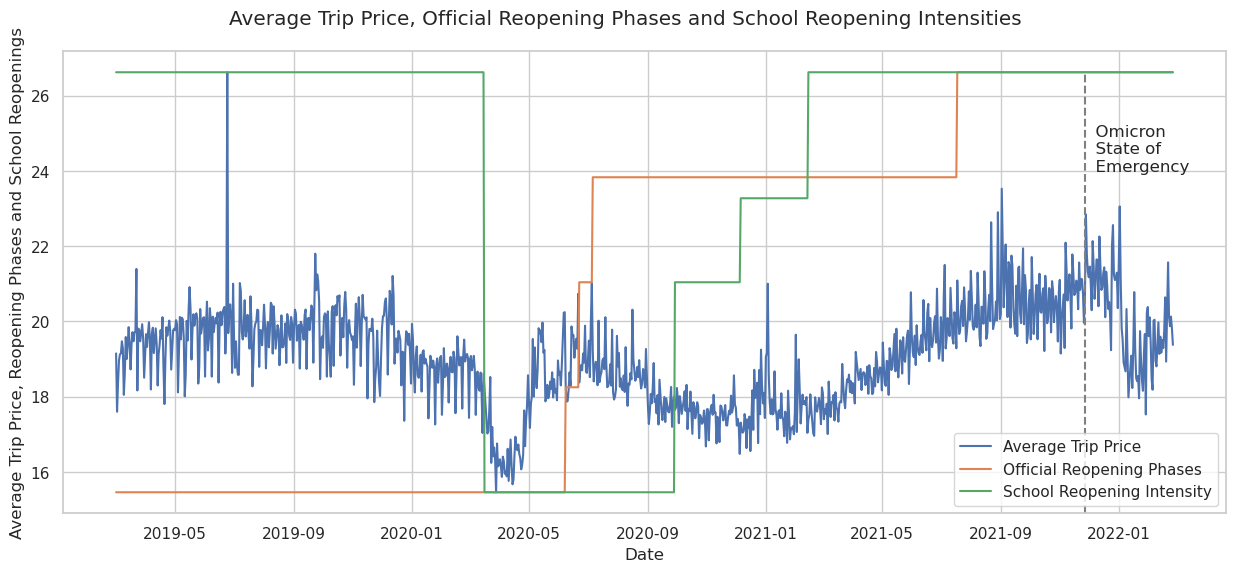 Average Trip Price, Official Reopening Phases and School Reopening Intensities
Average Trip Price, Reopening Phases and School Reopenings
26
24
22
20
18
16
Omicron
State of
Emergency
Average Trip Price
Official Reopening Phases
School Reopening Intensity
2019-05
2019-09
2020-01
2020-05
2020-09
2021-01
2021-05
2021-09
2022-01
Date